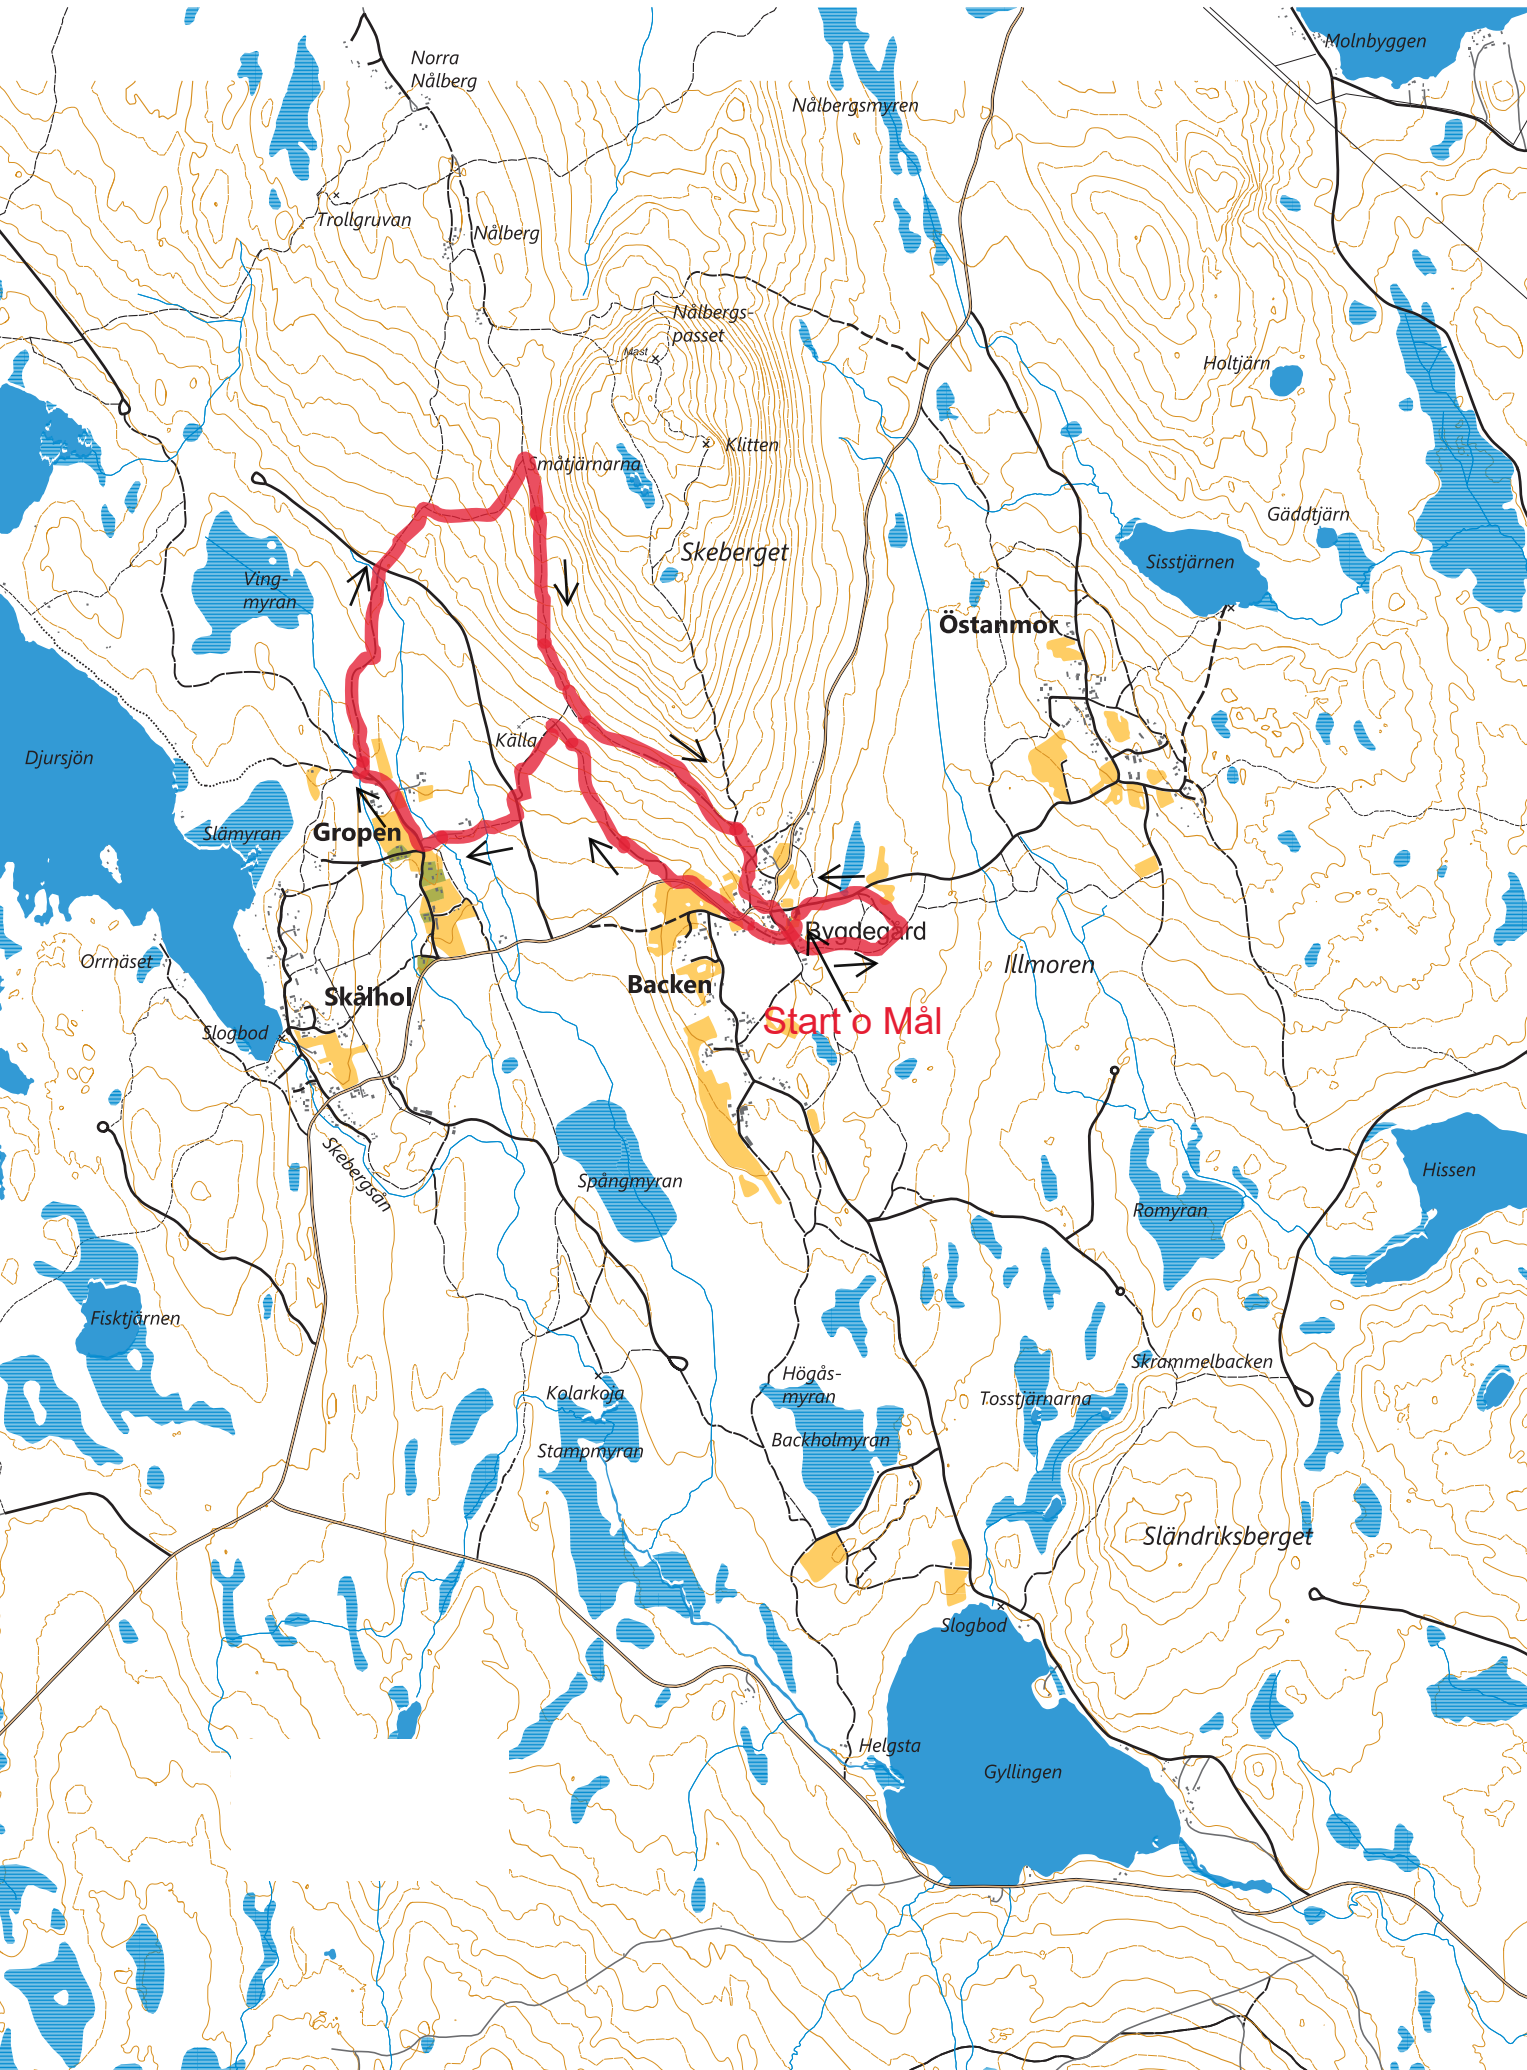 Molnbyggen
Norra
Nålberg
Nålbergsmyren
Trollgruvan
Nålberg
Nålbergs-
passet
Mast
Holtjärn
Klitten
Småtjärnarna
Gäddtjärn
Skeberget
Sisstjärnen
Ving-
myran
Östanmor
Källa
Djursjön
Slämyran
Gropen
Bygdegård
Orrnäset
Illmoren
Backen
Skålhol
Start o Mål
Slogbod
Skebergsån
Spångmyran
Hissen
Romyran
Fisktjärnen
Skrammelbacken
Högås-
myran
Kolarkoja
Tosstjärnarna
Backholmyran
Stampmyran
Sländriksberget
Slogbod
Helgsta
Gyllingen